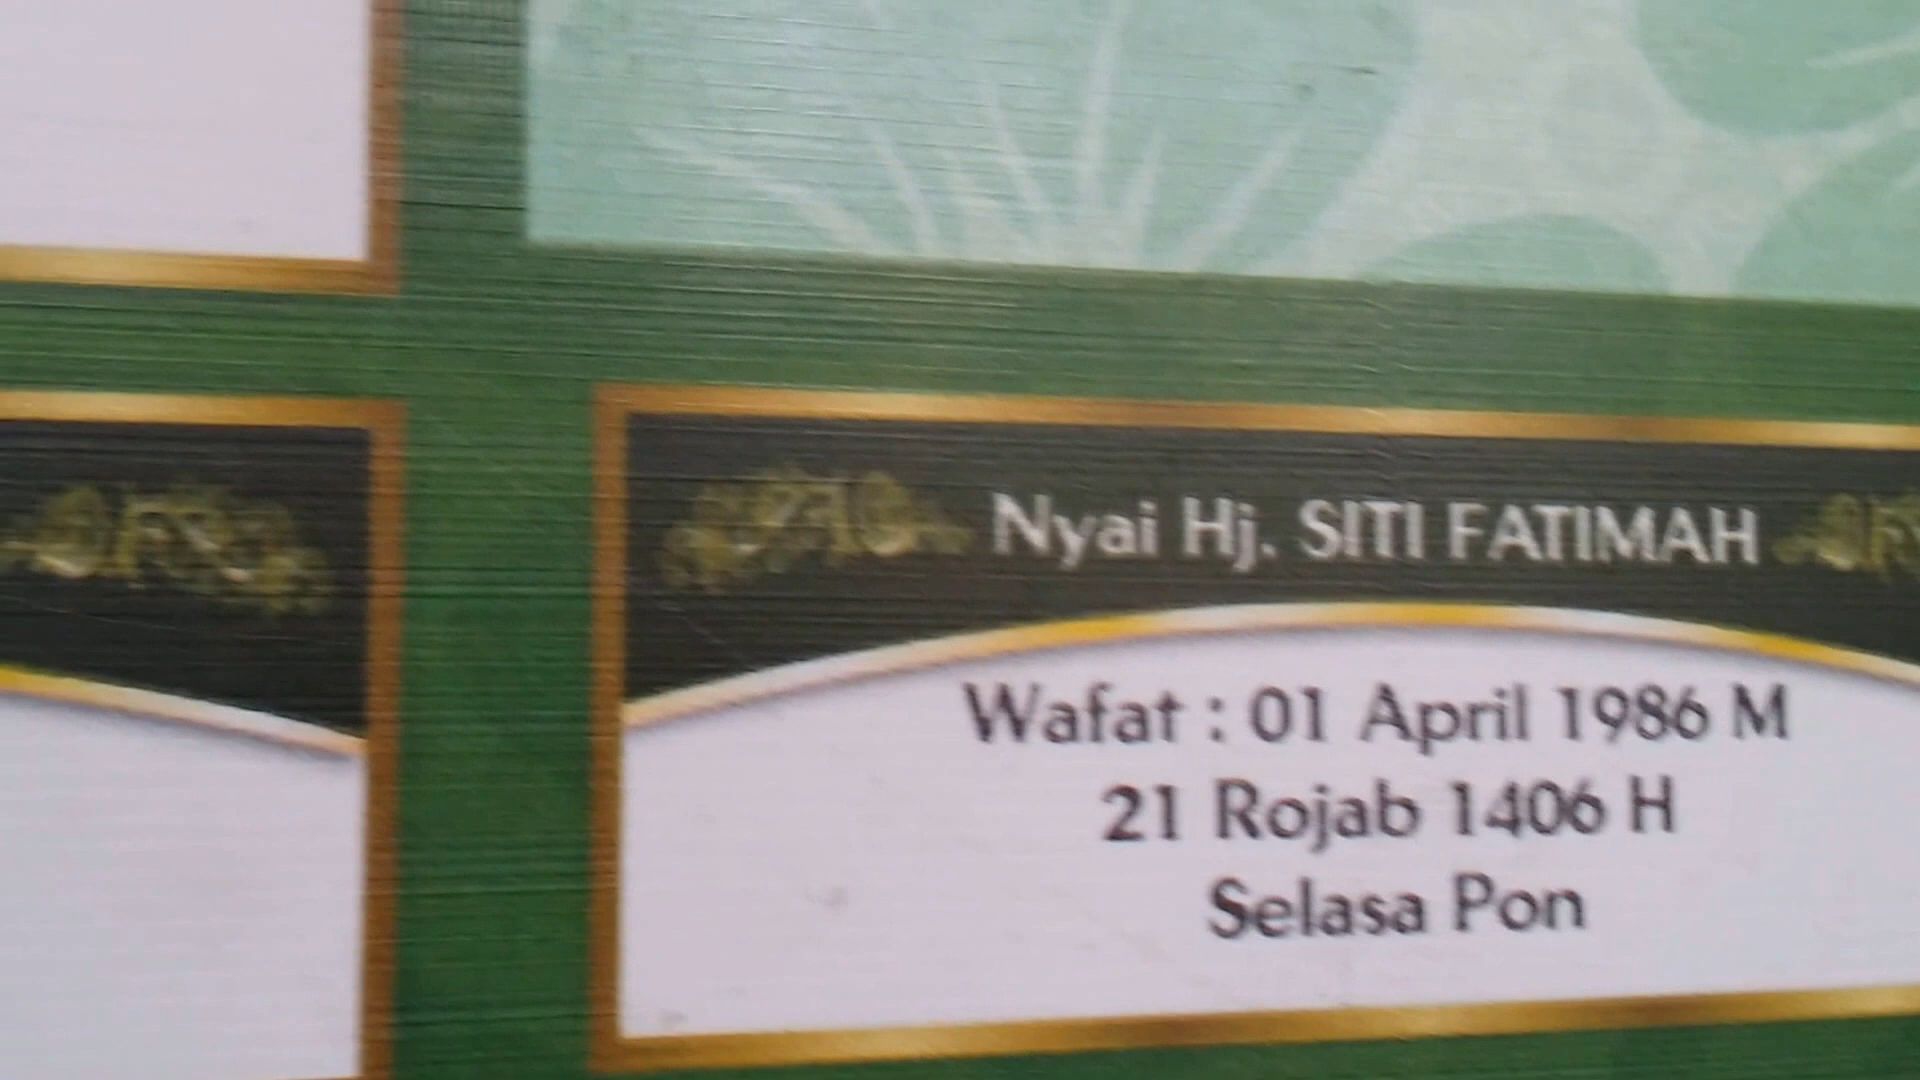 Nyai Hj. SITI FATIMAH
Wafat : 01 April 1986 M
21 Rojab 1406 H
Selasa Pon